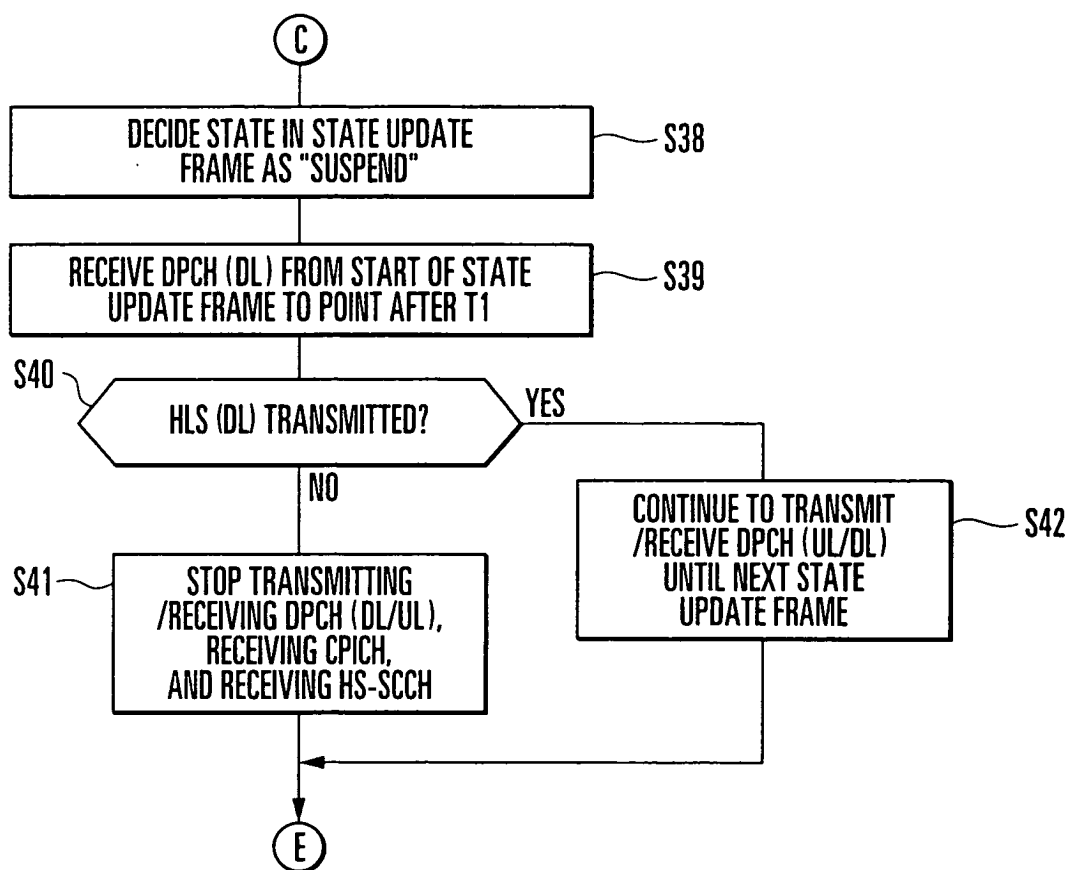 C
DECIDE STATE IN STATE UPDATE
FRAME AS "SUSPEND"
S38
RECEIVE DPCH (DL) FROM START OF STATE
UPDATE FRAME TO POINT AFTER T1
S39
S40
HLS (DL) TRANSMITTED?
YES
NO
CONTINUE TO TRANSMIT
/RECEIVE DPCH (UL/DL)
UNTIL NEXT STATE
UPDATE FRAME
S42
S41
STOP TRANSMITTING
/RECEIVING DPCH (DL/UL),
RECEIVING CPICH,
AND RECEIVING HS-SCCH
E